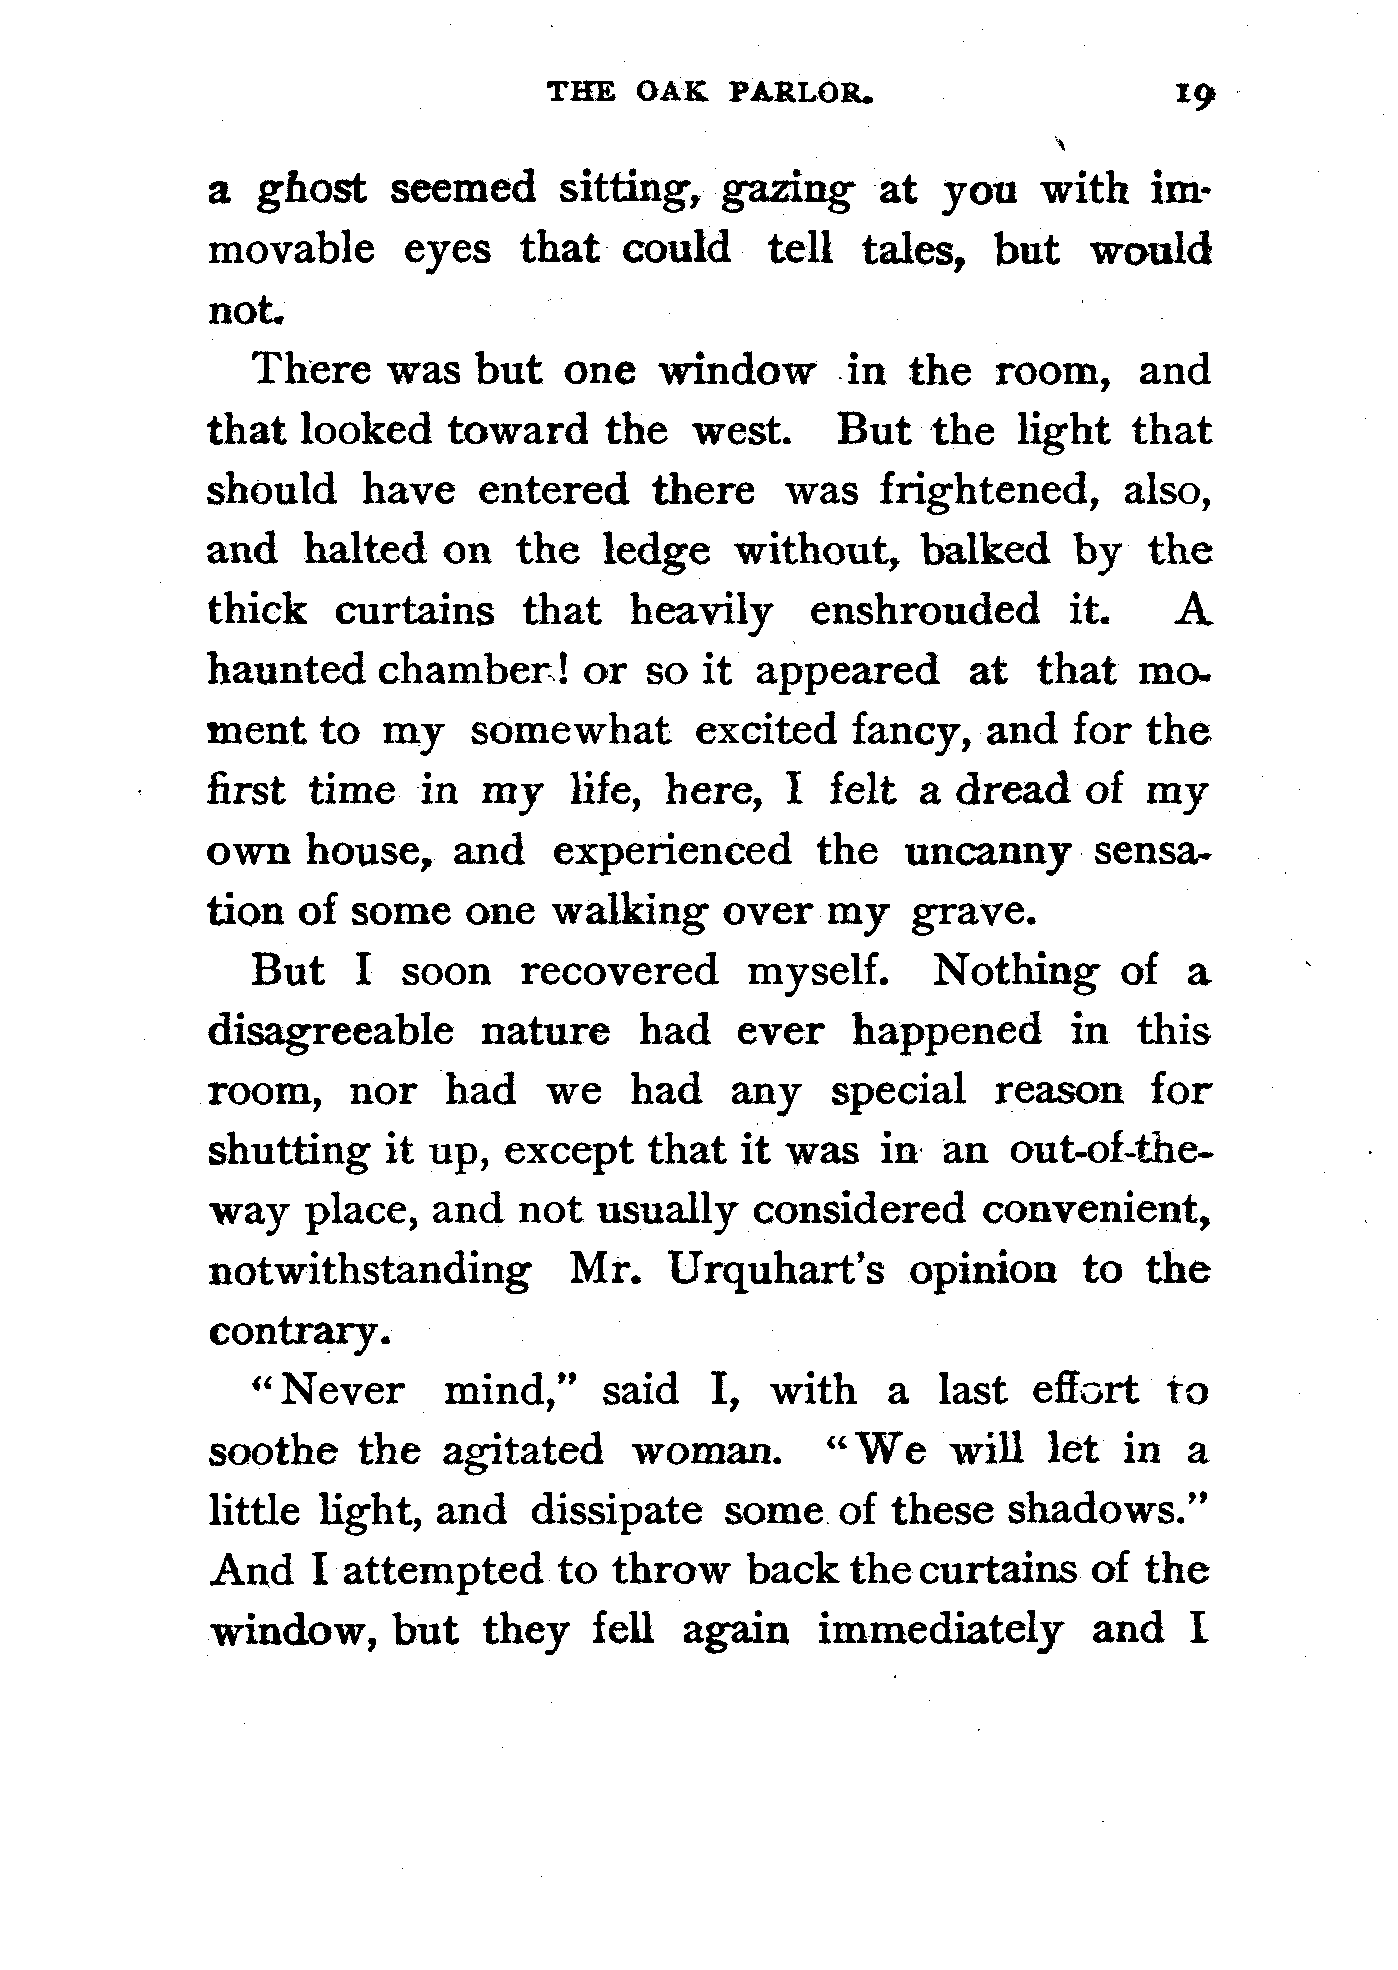 THE OAK PARLOR. 19
a ghost seemed sitting, gazing at you with im-
movable eyes that could tell tales, but would
not.
There was but one window in the room, and
that looked toward the west. But the light that
should have entered there was frightened, also,
and halted on the ledge without, balked by the
thick curtains that heavily enshrouded it. A
haunted chamber! or so it appeared at that mo-
ment to my somewhat excited fancy, and for the
first time in my life, here, I felt a dread of my
own house, and experienced the uncanny sensa-
tion of some one walking over my grave.
But I soon recovered myself. Nothing of a
disagreeable nature had ever happened in this
room, nor had we had any special reason for
shutting it up, except that it was in an out-of-the-
way place, and not usually considered convenient,
notwithstanding Mr. Urquhart's opinion to the
contrary.
"Never mind," said I, with a last effort to
soothe the agitated woman. "We will let in a
little light, and dissipate some of these shadows."
And I attempted to throw back the curtains of the
window, but they fell again immediately and I